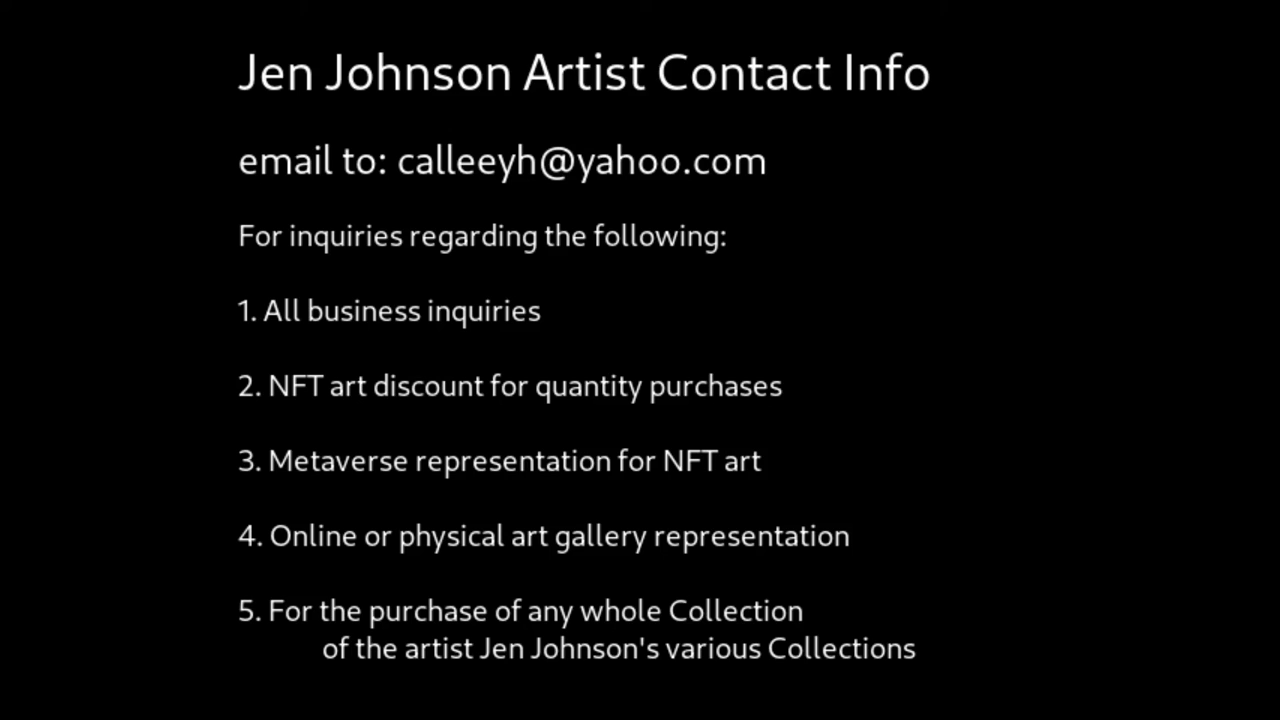 Jen Johnson Artist Contact Info
email to: calleeyh@yahoo.com
For inquiries regarding the following:
1. All business inquiries
2. NFT art discount for quantity purchases
3. Metaverse representation for NFT art
4. Online or physical art gallery representation
5. For the purchase of any whole Collection
of the artist Jen Johnson's various Collections